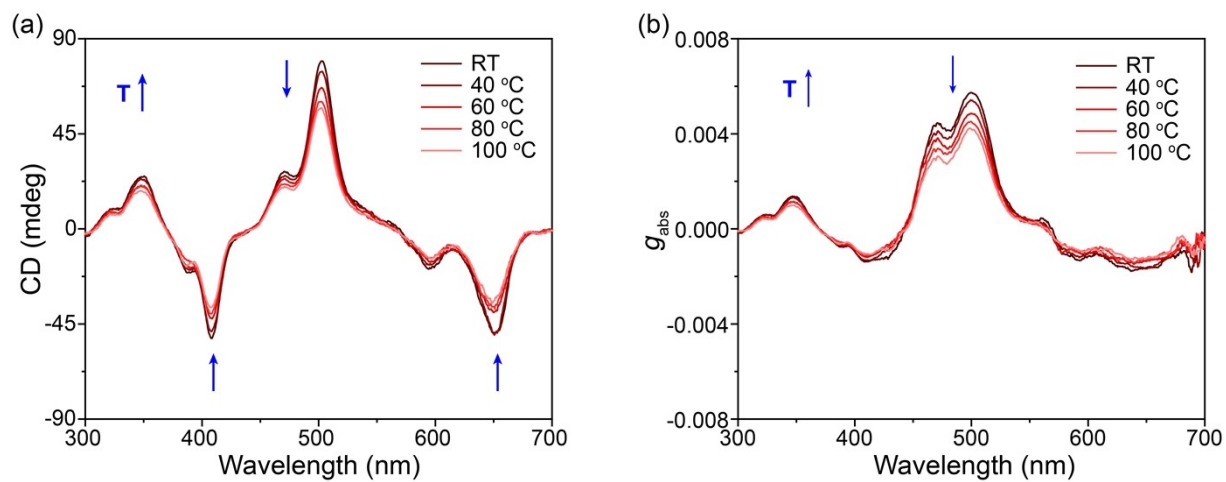 (a)
90
45
0
-45
-90
CD (mdeg)
T
RT
40 °C
60 °C
80 °C
100 °C
300 400 500 600 700
Wavelength (nm)
(b)
0.008
0.004
0.000
-0.004
-0.008
gabs
T
RT
40 °C
60 °C
80 °C
100 °C
300 400 500 600 700
Wavelength (nm)